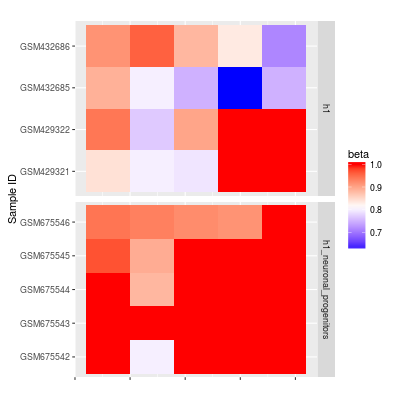 GSM432686
GSM432685
GSM429322
GSM429321
h1
GSM675546
GSM675545
GSM675544
GSM675543
GSM675542
h1_neuronal_progenitors
Sample ID
beta
1.0
0.9
0.8
0.7